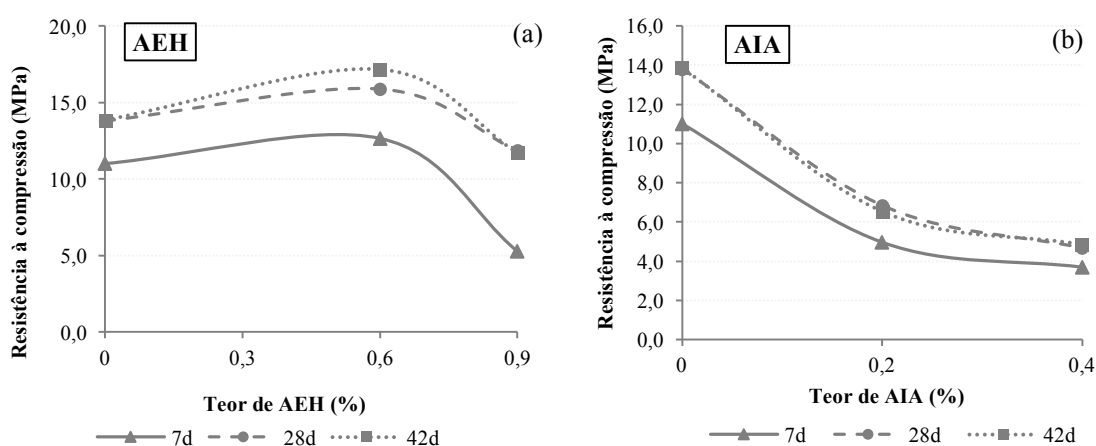 AEH
(a)
Resistência à compressão (MPa)
20,0
15,0
10,0
5,0
0,0
0
0,3
0,6
0,9
Teor de AEH (%)
7d
28d
42d
AIA
(b)
Resistência à compressão (MPa)
16,0
14,0
12,0
10,0
8,0
6,0
4,0
2,0
0,0
0
0,2
0,4
Teor de AIA (%)
7d
28d
42d